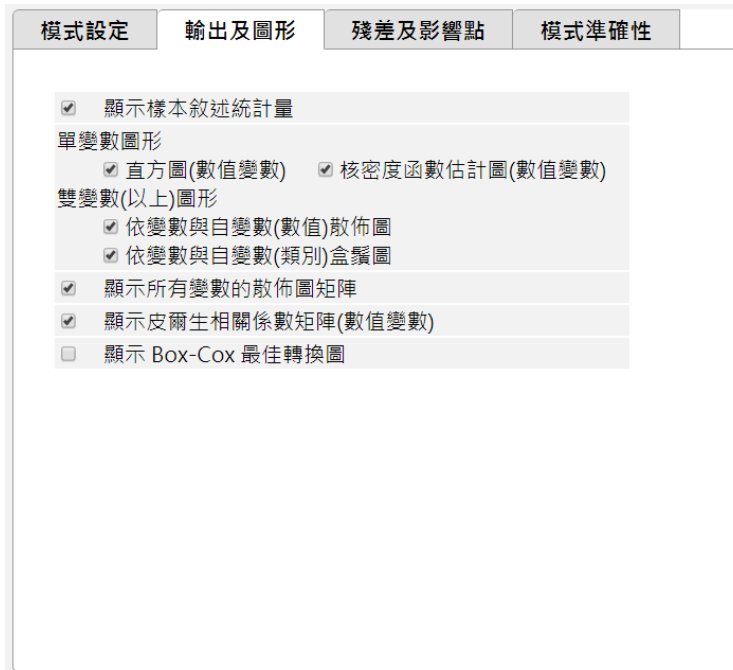 模式設定 輸出及圖形 殘差及影響點 模式準確性
顯示樣本敘述統計量
單變數圖形
直方圖(數值變數) 核密度函數估計圖(數值變數)
雙變數(以上)圖形
依變數與自變數(數值)散佈圖
依變數與自變數(類別)盒鬚圖
顯示所有變數的散佈圖矩陣
顯示皮爾生相關係數矩陣(數值變數)
顯示 Box-Cox 最佳轉換圖